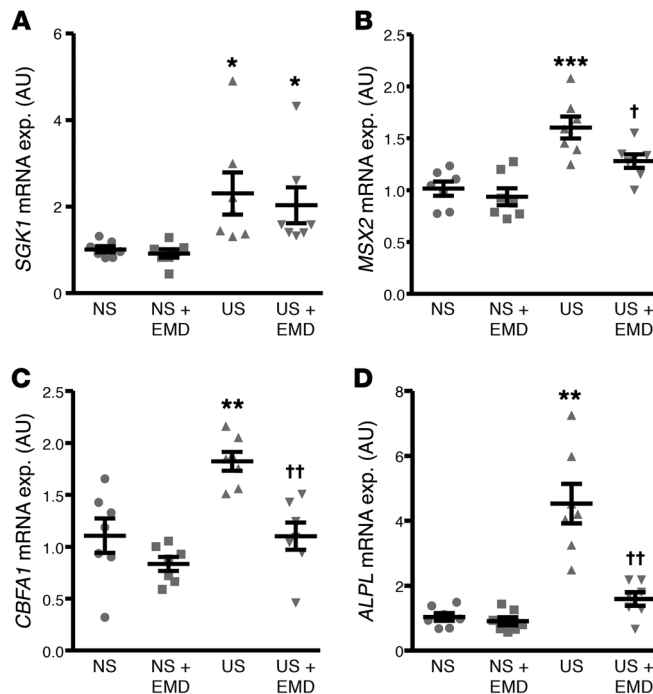 A
SGK1 mRNA exp. (AU)
6
4
2
0
*
*
NS
NS +
EMD
US
US +
EMD
B
MSX2 mRNA exp. (AU)
2.5
2.0
1.5
1.0
0.5
0.0
***
†
NS
NS +
EMD
US
US +
EMD
C
CBFA1 mRNA exp. (AU)
2.5
2.0
1.5
1.0
0.5
0.0
**
††
NS
NS +
EMD
US
US +
EMD
D
ALPL mRNA exp. (AU)
8
6
4
2
0
**
††
NS
NS +
EMD
US
US +
EMD